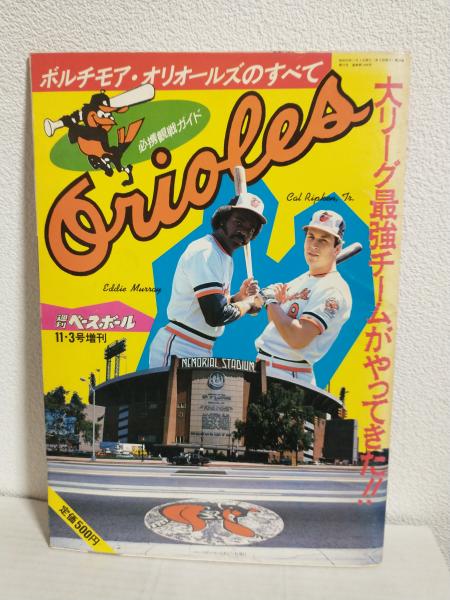 ボルチモア・オリオールズのすべて
必携観戦ガイド
Orioles
大リーグ最強チームがやってきた!!
Cal Ripken, Jr.
Eddie Murray
週刊ベースボール
11・3号増刊
MEMORIAL STADIUM
定価500円